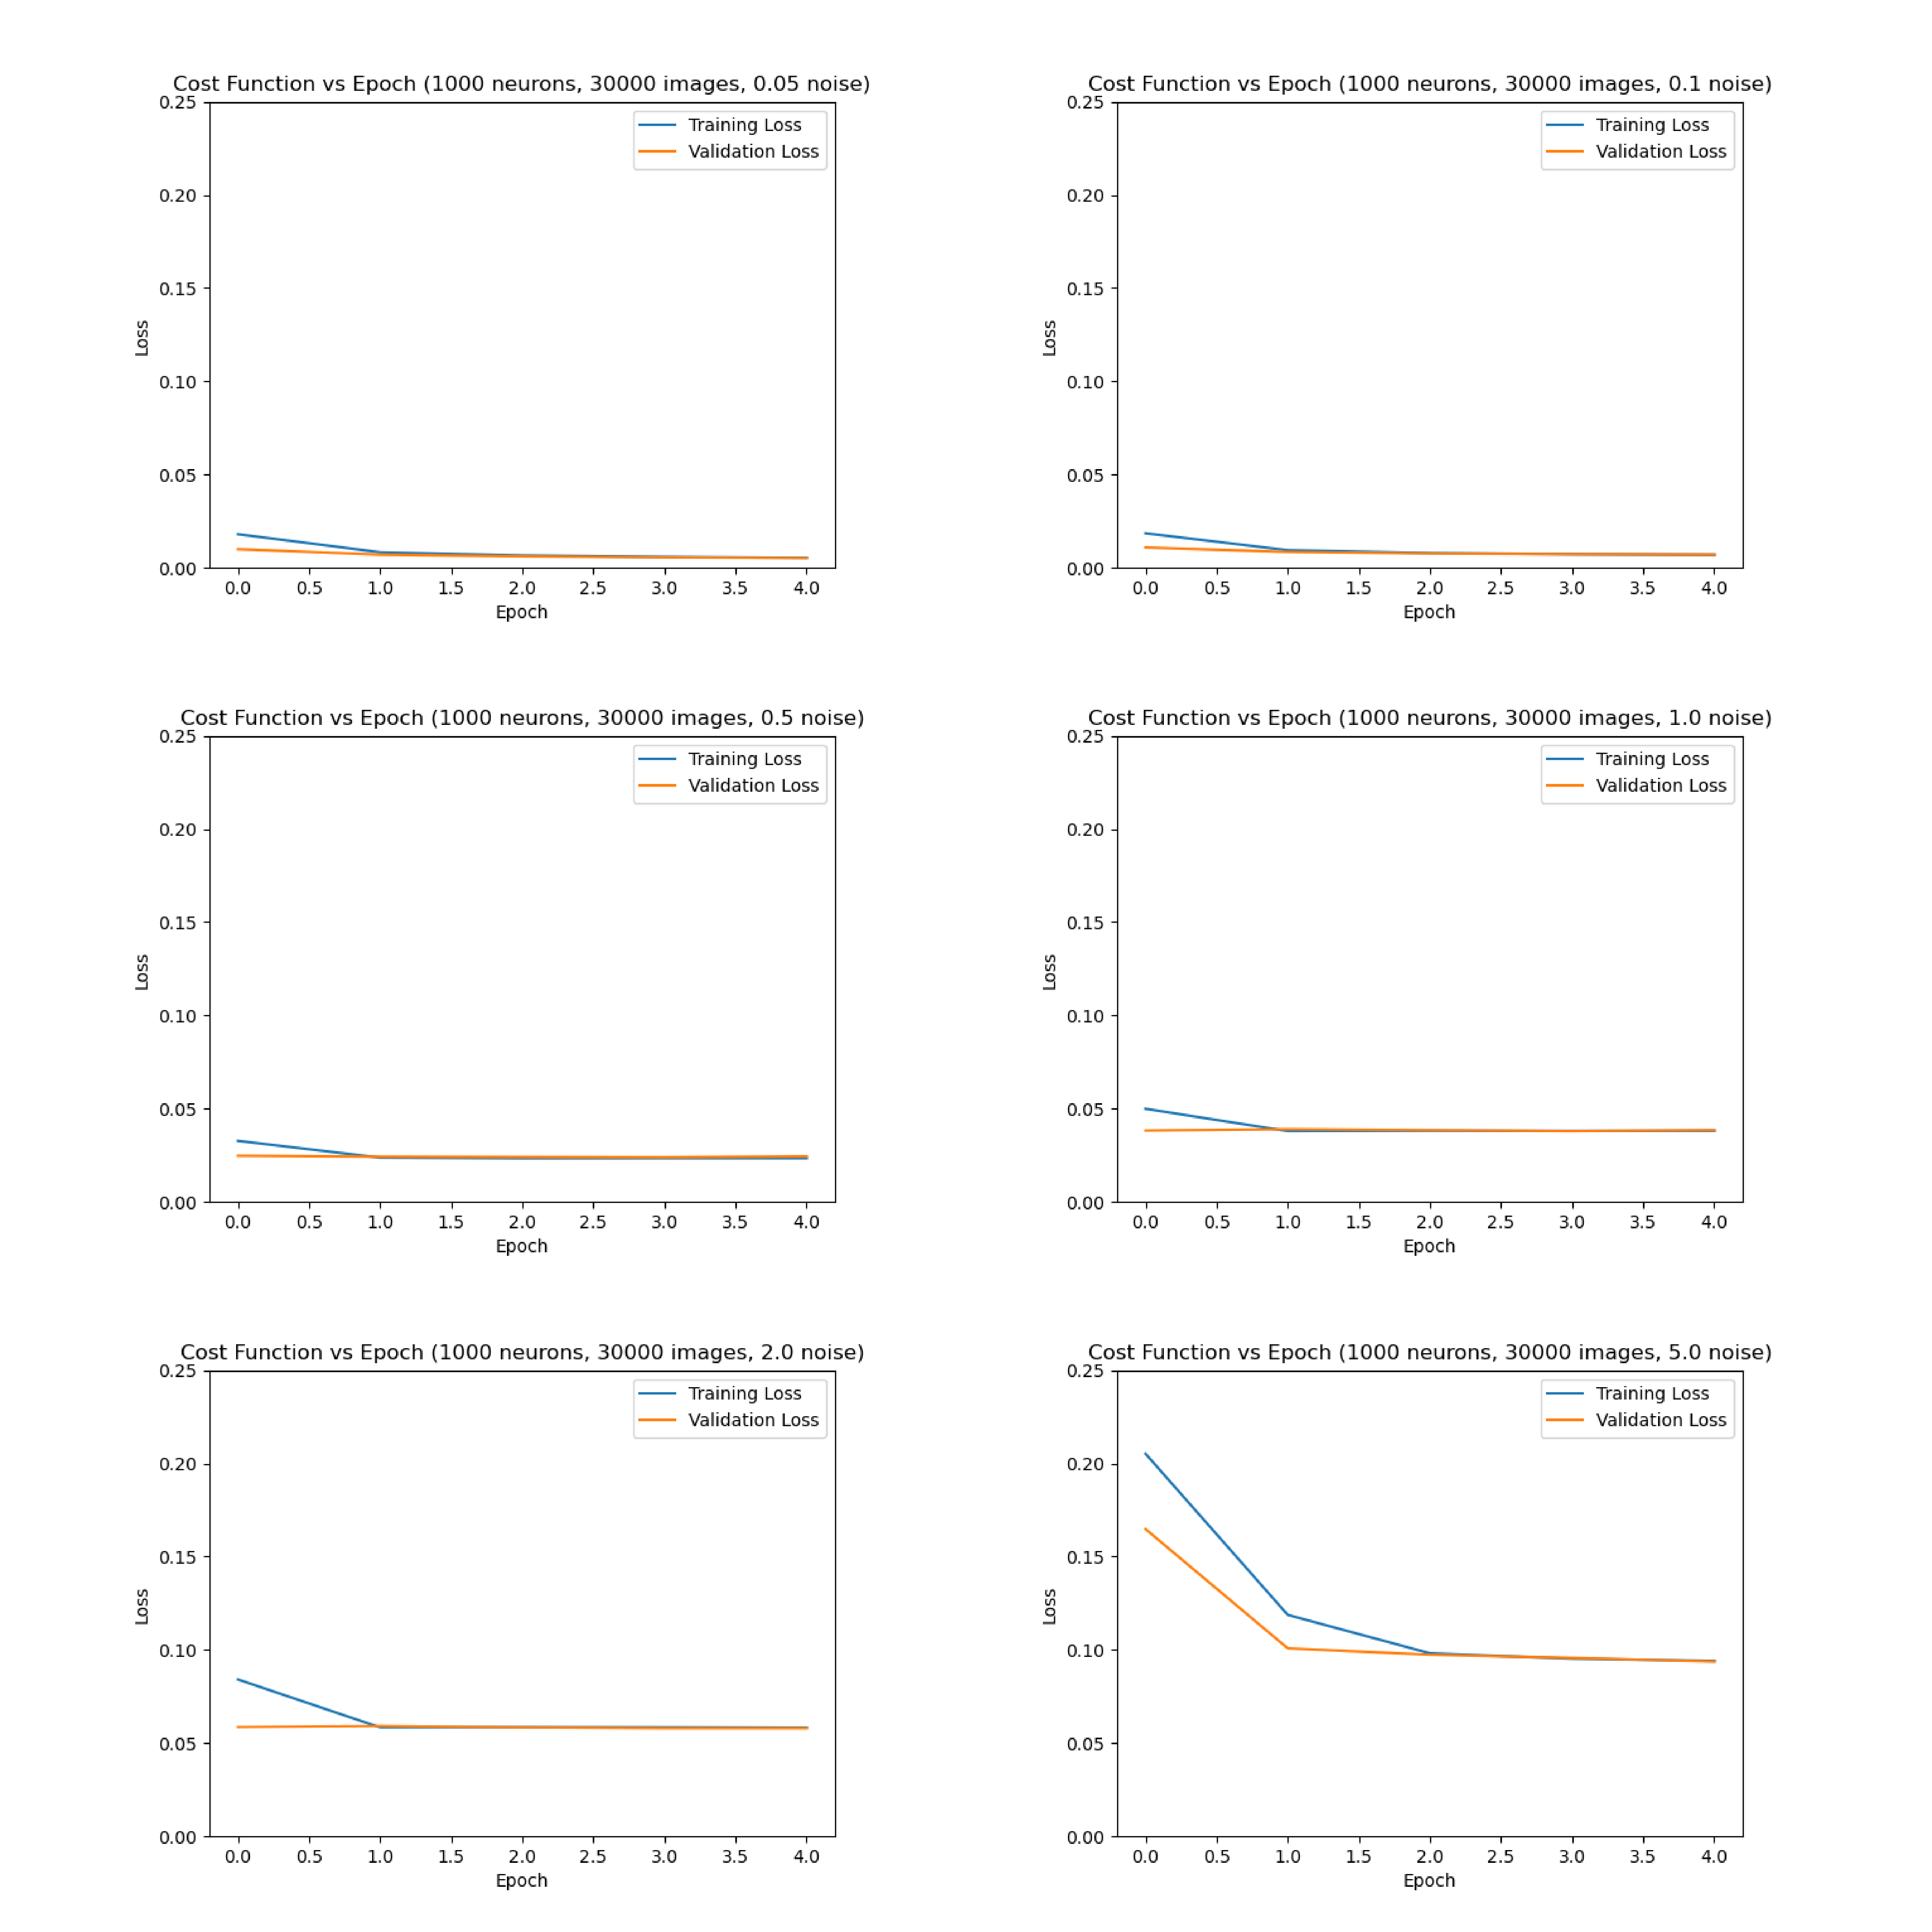 Cost Function vs Epoch (1000 neurons, 30000 images, 0.05 noise)
0.25
0.20
0.15
0.10
0.05
0.00
Loss
Training Loss
Validation Loss
0.0 0.5 1.0 1.5 2.0 2.5 3.0 3.5 4.0
Epoch
Cost Function vs Epoch (1000 neurons, 30000 images, 0.1 noise)
0.25
0.20
0.15
0.10
0.05
0.00
Loss
Training Loss
Validation Loss
0.0 0.5 1.0 1.5 2.0 2.5 3.0 3.5 4.0
Epoch
Cost Function vs Epoch (1000 neurons, 30000 images, 0.5 noise)
0.25
0.20
0.15
0.10
0.05
0.00
Loss
Training Loss
Validation Loss
0.0 0.5 1.0 1.5 2.0 2.5 3.0 3.5 4.0
Epoch
Cost Function vs Epoch (1000 neurons, 30000 images, 1.0 noise)
0.25
0.20
0.15
0.10
0.05
0.00
Loss
Training Loss
Validation Loss
0.0 0.5 1.0 1.5 2.0 2.5 3.0 3.5 4.0
Epoch
Cost Function vs Epoch (1000 neurons, 30000 images, 2.0 noise)
0.25
0.20
0.15
0.10
0.05
0.00
Loss
Training Loss
Validation Loss
0.0 0.5 1.0 1.5 2.0 2.5 3.0 3.5 4.0
Epoch
Cost Function vs Epoch (1000 neurons, 30000 images, 5.0 noise)
0.25
0.20
0.15
0.10
0.05
0.00
Loss
Training Loss
Validation Loss
0.0 0.5 1.0 1.5 2.0 2.5 3.0 3.5 4.0
Epoch